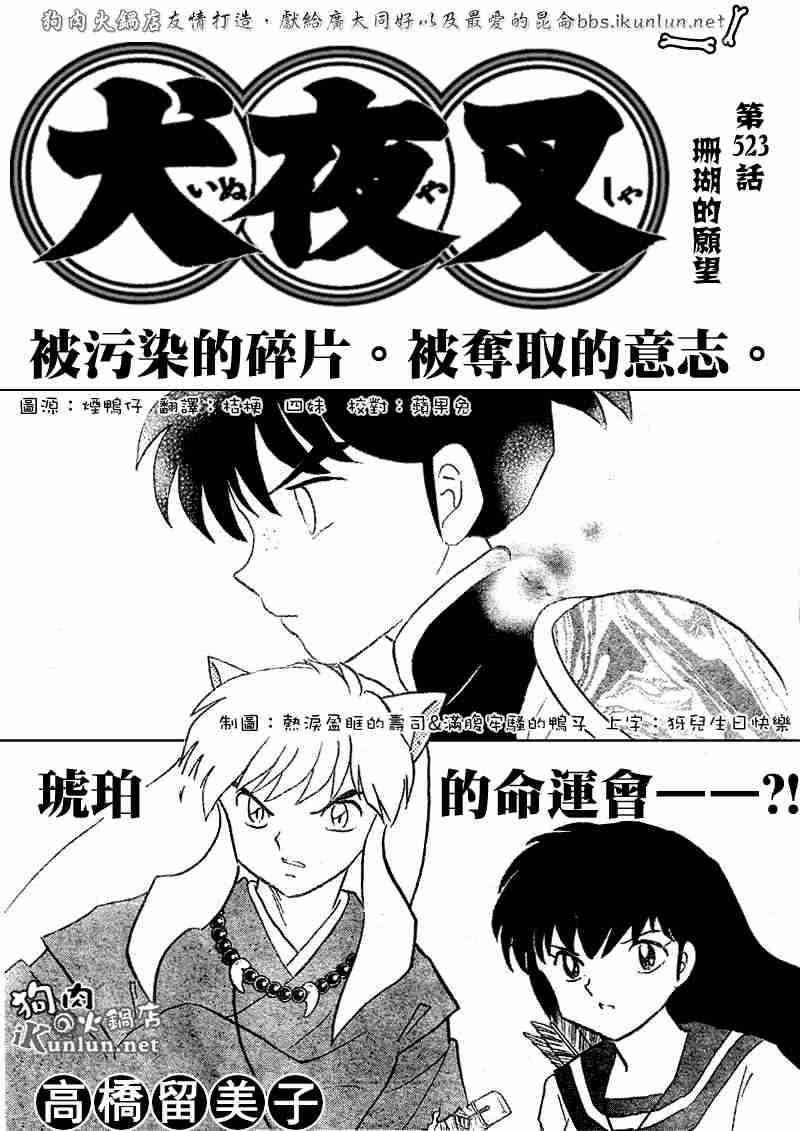 狗肉火鍋店友情打造，獻給廣大同好以及最愛的昆侖bbs.ikunlun.net
犬夜叉
いぬ や しゃ
第523話
珊瑚的願望
被污染的碎片。被奪取的意志。
圖源：煙鴨仔 翻譯：桔梗 四妹 校對：蘋果兔
制圖：熱淚盈眶的壽司&滿腹牢騷的鴨子 上字：犽兒生日快樂
琥珀的命運會——?!
狗肉火鍋店
iKunlun.net
高橋留美子